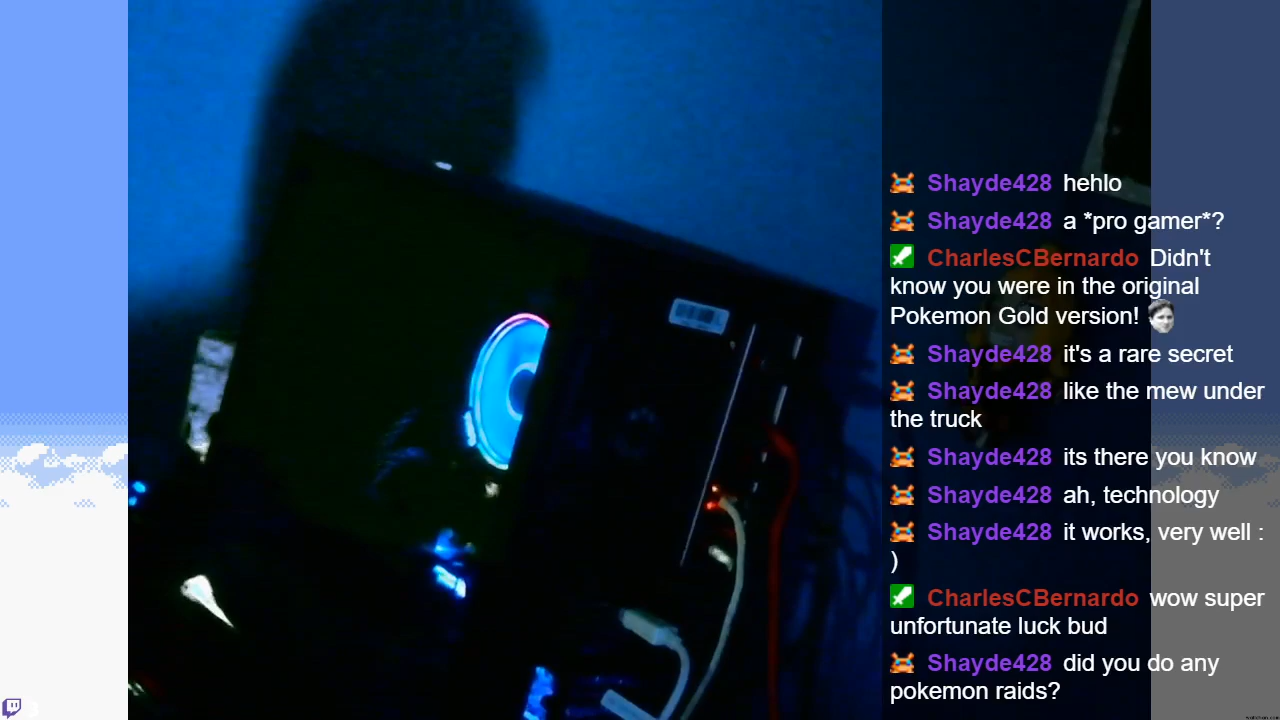 Shayde428 hehlo
Shayde428 a *pro gamer*?
CharlesCBernardo Didn't
know you were in the original
Pokemon Gold version!
Shayde428 it's a rare secret
Shayde428 like the mew under
the truck
Shayde428 its there you know
Shayde428 ah, technology
Shayde428 it works, very well :
)
CharlesCBernardo wow super
unfortunate luck bud
Shayde428 did you do any
pokemon raids?
3